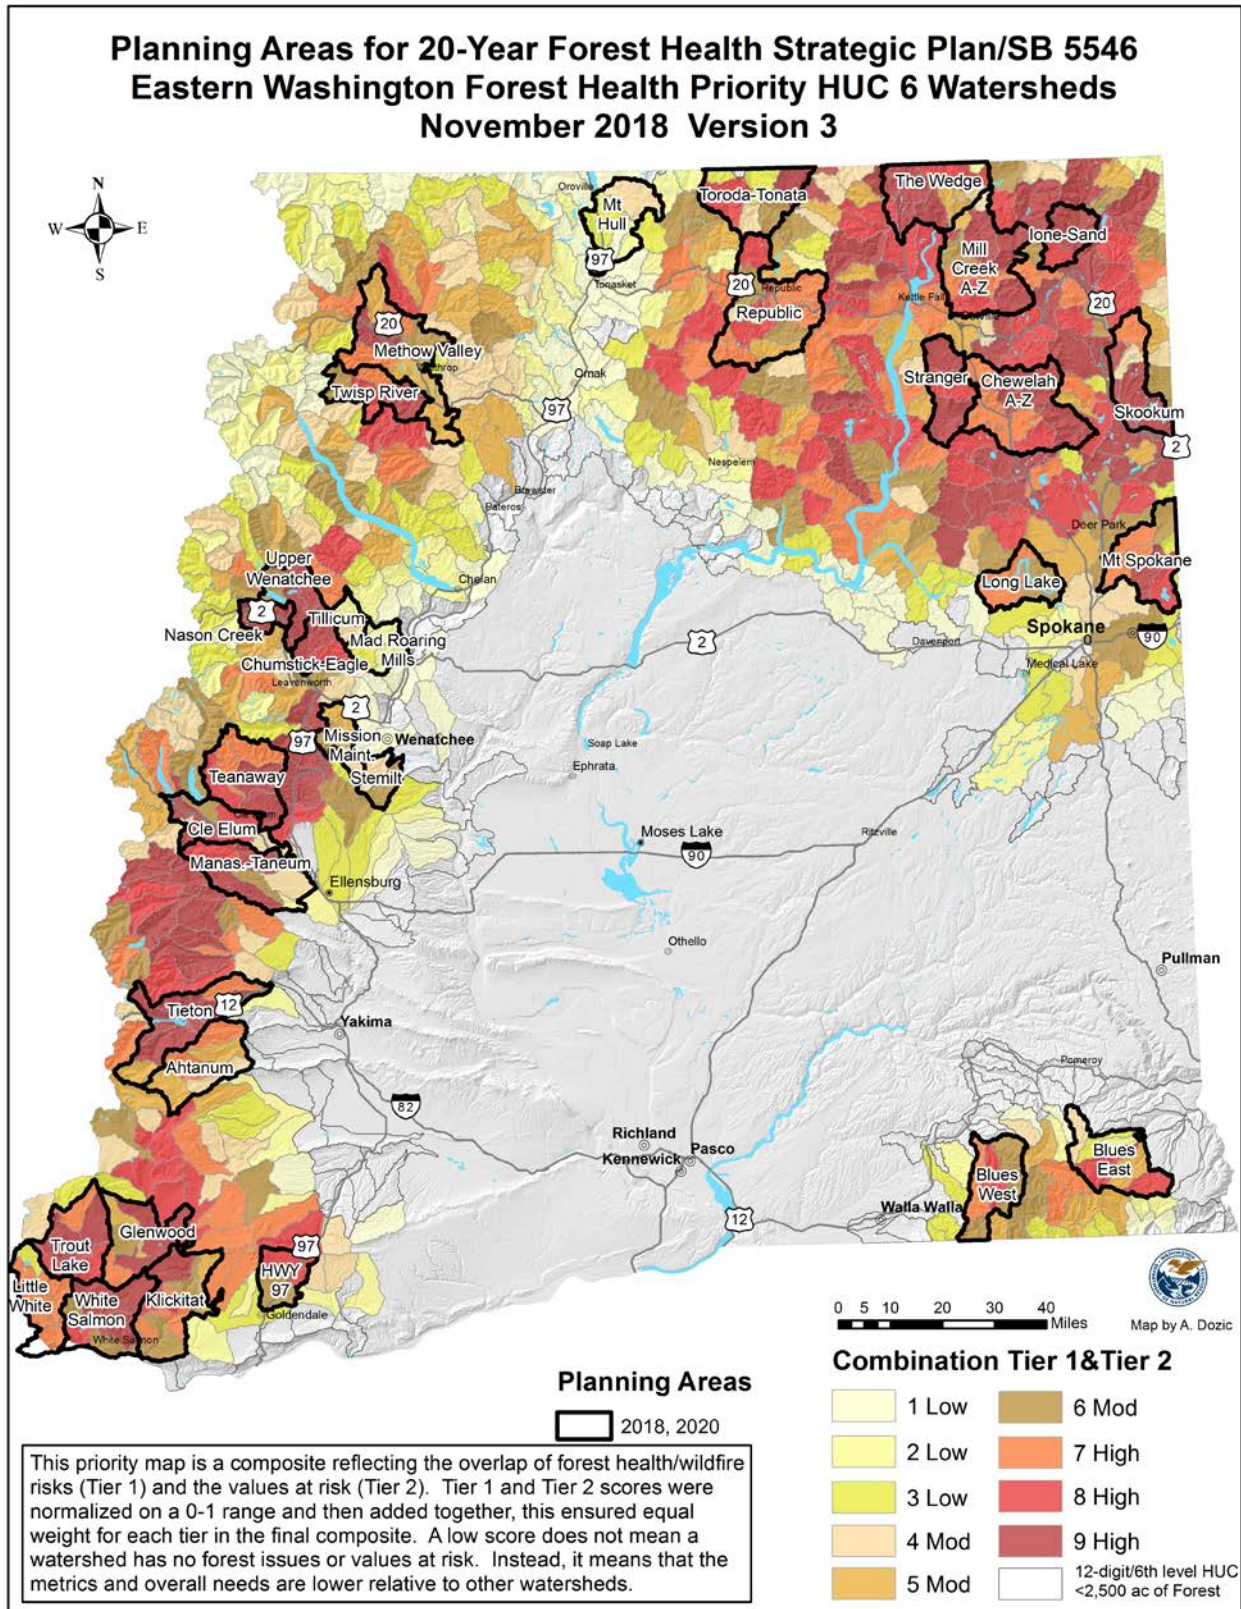 Planning Areas for 20-Year Forest Health Strategic Plan/SB 5546
Eastern Washington Forest Health Priority HUC 6 Watersheds
November 2018 Version 3
N
W E
S
Oroville
Mt
Hull
97
Tonasket
Toroda-Tonata
The Wedge
Ione-Sand
Mill
Creek
A-Z
20
Republic
Republic
Kettle Fall
20
20
Methow Valley
Winthrop
Twisp River
Omak
97
Stranger
Chewelah
A-Z
Skookum
2
Nespelem
Brewster
Pateros
Deer Park
Mt Spokane
Long Lake
Upper
Wenatchee
Chelan
2
Tillicum
Nason Creek
Mad Roaring
Mills
Chumstick-Eagle
Leavenworth
2
Davenport
Spokane
90
Medical Lake
2
97
Mission
Maint.
Wenatchee
Stemilt
Soap Lake
Ephrata
Teanaway
Cle Elum
Manas.-Taneum
Moses Lake
90
Ritzville
Ellensburg
Othello
Pullman
Tieton
12
Yakima
Ahtanum
Pomeroy
82
Richland
Pasco
Kennewick
Blues
West
Blues
East
Walla Walla
12
Glenwood
Trout
Lake
97
HWY
97
Little
White
White
Salmon
Klickitat
Goldendale
White Salmon
0 5 10 20 30 40
Miles
Map by A. Dozic
Planning Areas
2018, 2020
Combination Tier 1&Tier 2
1 Low
2 Low
3 Low
4 Mod
5 Mod
6 Mod
7 High
8 High
9 High
12-digit/6th level HUC
<2,500 ac of Forest
This priority map is a composite reflecting the overlap of forest health/wildfire
risks (Tier 1) and the values at risk (Tier 2). Tier 1 and Tier 2 scores were
normalized on a 0-1 range and then added together, this ensured equal
weight for each tier in the final composite. A low score does not mean a
watershed has no forest issues or values at risk. Instead, it means that the
metrics and overall needs are lower relative to other watersheds.